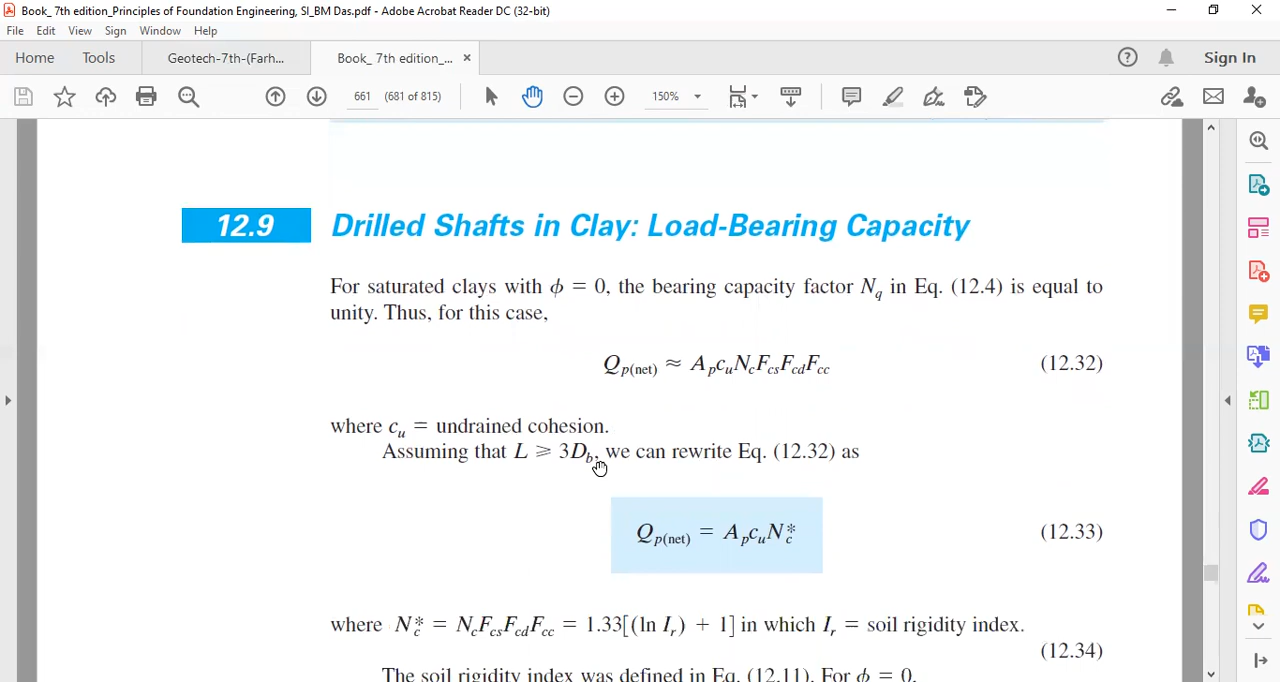 Book_ 7th edition_Principles of Foundation Engineering, SI_BM Das.pdf - Adobe Acrobat Reader DC (32-bit)
File Edit View Sign Window Help
Home Tools Geotech-7th-(Farh... Book_ 7th edition_... × Sign In
661 (681 of 815) 150%
12.9 Drilled Shafts in Clay: Load-Bearing Capacity
For saturated clays with ϕ = 0, the bearing capacity factor N_q in Eq. (12.4) is equal to
unity. Thus, for this case,
Q_p(net) ≈ A_p c_u N_c F_cs F_cd F_cc (12.32)
where c_u = undrained cohesion.
Assuming that L ≥ 3D_b, we can rewrite Eq. (12.32) as
Q_p(net) = A_p c_u N_c* (12.33)
where N_c* = N_c F_cs F_cd F_cc = 1.33[(ln I_r) + 1] in which I_r = soil rigidity index.
(12.34)
The soil rigidity index was defined in Eq. (12.11). For ϕ = 0,